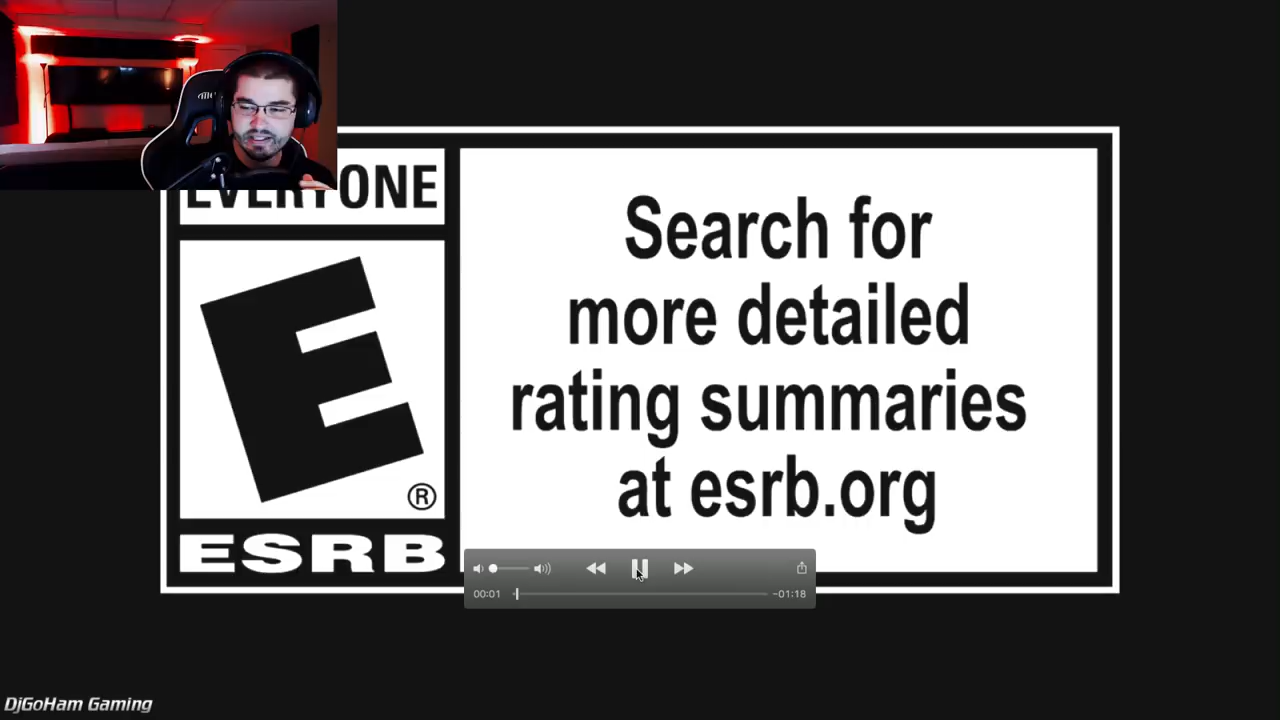 EVERYONE
ESRB
®
Search for
more detailed
rating summaries
at esrb.org
00:01
-01:18
DjGoHam Gaming